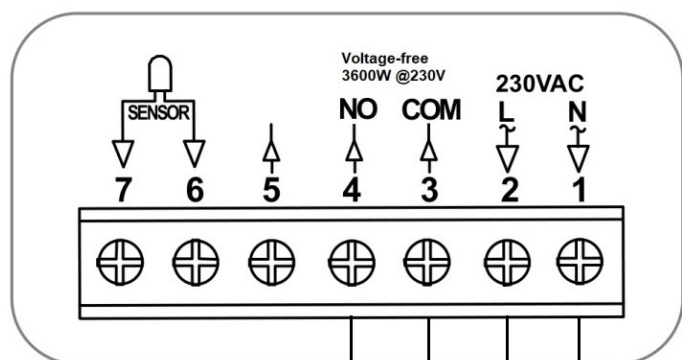 Voltage-free
3600W @230V
230VAC
SENSOR NO COM L N
~ ~
7 6 5 4 3 2 1